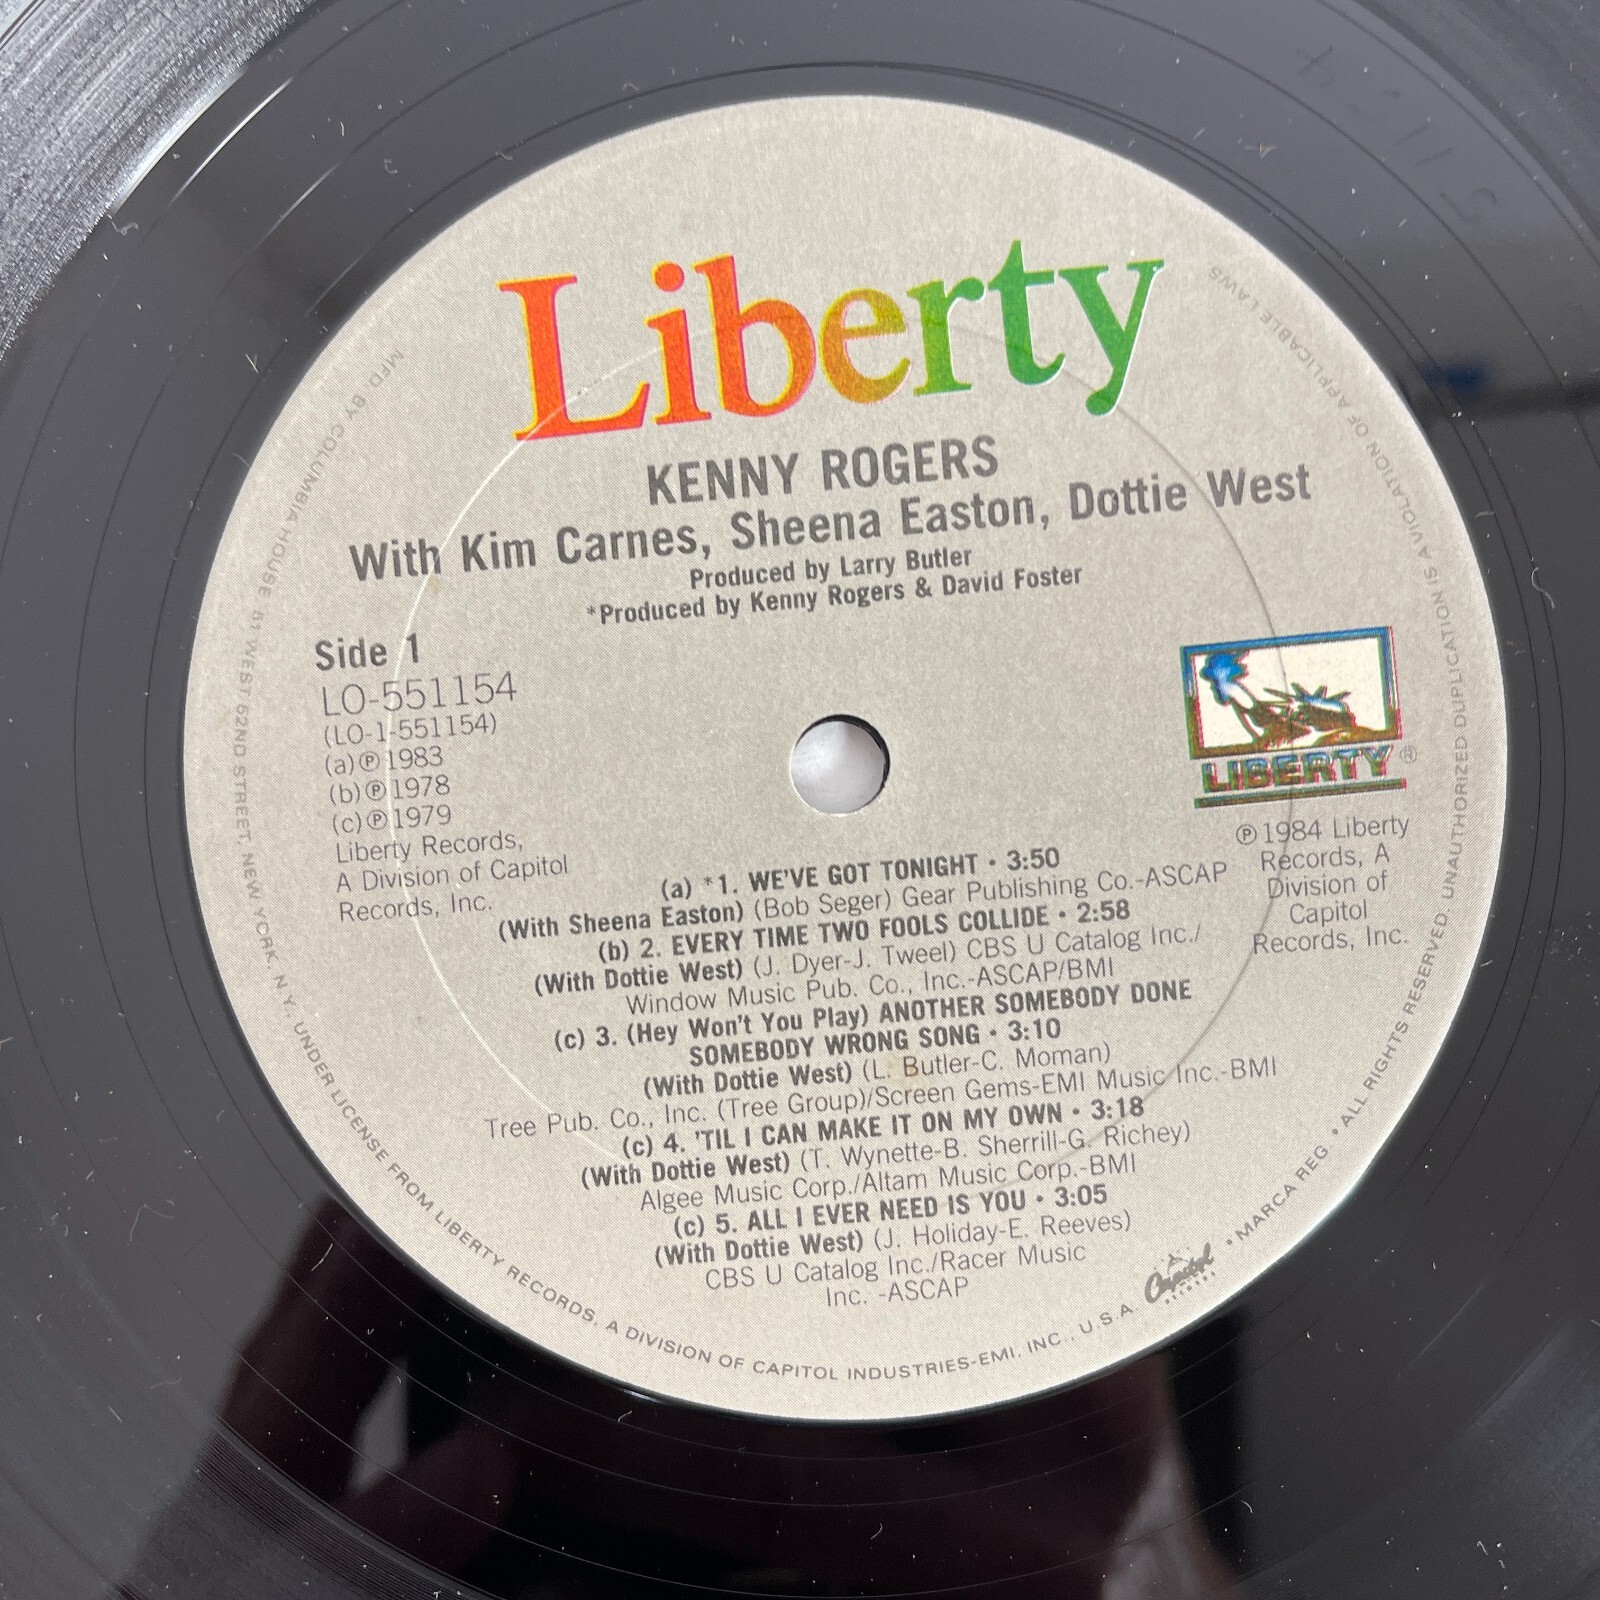 Liberty
KENNY ROGERS
With Kim Carnes, Sheena Easton, Dottie West
Produced by Larry Butler
*Produced by Kenny Rogers & David Foster
Side 1
LO-551154
(LO-1-551154)
(a)℗1983
(b)℗1978
(c)℗1979
Liberty Records,
A Division of Capitol
Records, Inc.
LIBERTY®
℗1984 Liberty
Records, A
Division of
Capitol
Records, Inc.
(a) *1. WE'VE GOT TONIGHT • 3:50
(With Sheena Easton) (Bob Seger) Gear Publishing Co.-ASCAP
(b) 2. EVERY TIME TWO FOOLS COLLIDE • 2:58
(With Dottie West) (J. Dyer-J. Tweel) CBS U Catalog Inc./
Window Music Pub. Co., Inc.-ASCAP/BMI
(c) 3. (Hey Won't You Play) ANOTHER SOMEBODY DONE
SOMEBODY WRONG SONG • 3:10
(With Dottie West) (L. Butler-C. Moman)
Tree Pub. Co., Inc. (Tree Group)/Screen Gems-EMI Music Inc.-BMI
(c) 4. 'TIL I CAN MAKE IT ON MY OWN • 3:18
(With Dottie West) (T. Wynette-B. Sherrill-G. Richey)
Algee Music Corp./Altam Music Corp.-BMI
(c) 5. ALL I EVER NEED IS YOU • 3:05
(With Dottie West) (J. Holiday-E. Reeves)
CBS U Catalog Inc./Racer Music
Inc. -ASCAP
MFD. BY COLUMBIA HOUSE 51 WEST 52ND STREET, NEW YORK, N.Y., UNDER LICENSE FROM LIBERTY RECORDS, A DIVISION OF CAPITOL INDUSTRIES-EMI, INC., U.S.A. Capitol RECORDS • MARCA REG. • ALL RIGHTS RESERVED. UNAUTHORIZED DUPLICATION IS A VIOLATION OF APPLICABLE LAWS